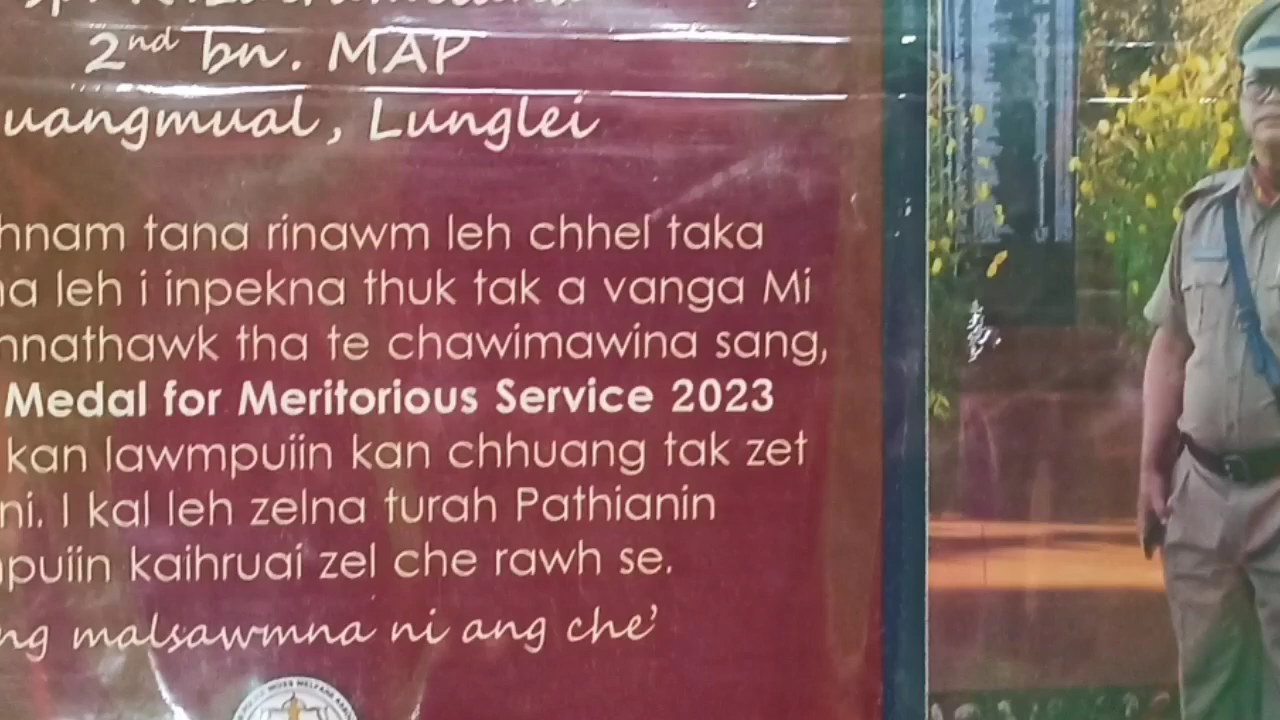 2nd bn. MAP
uangmual, Lunglei
hnam tana rinawm leh chhel taka
na leh i inpekna thuk tak a vanga Mi
nnathawk tha te chawimawina sang,
Medal for Meritorious Service 2023
kan lawmpuiin kan chhuang tak zet
ni. I kal leh zelna turah Pathianin
puiin kaihruai zel che rawh se.
ng malsawmna ni ang che'